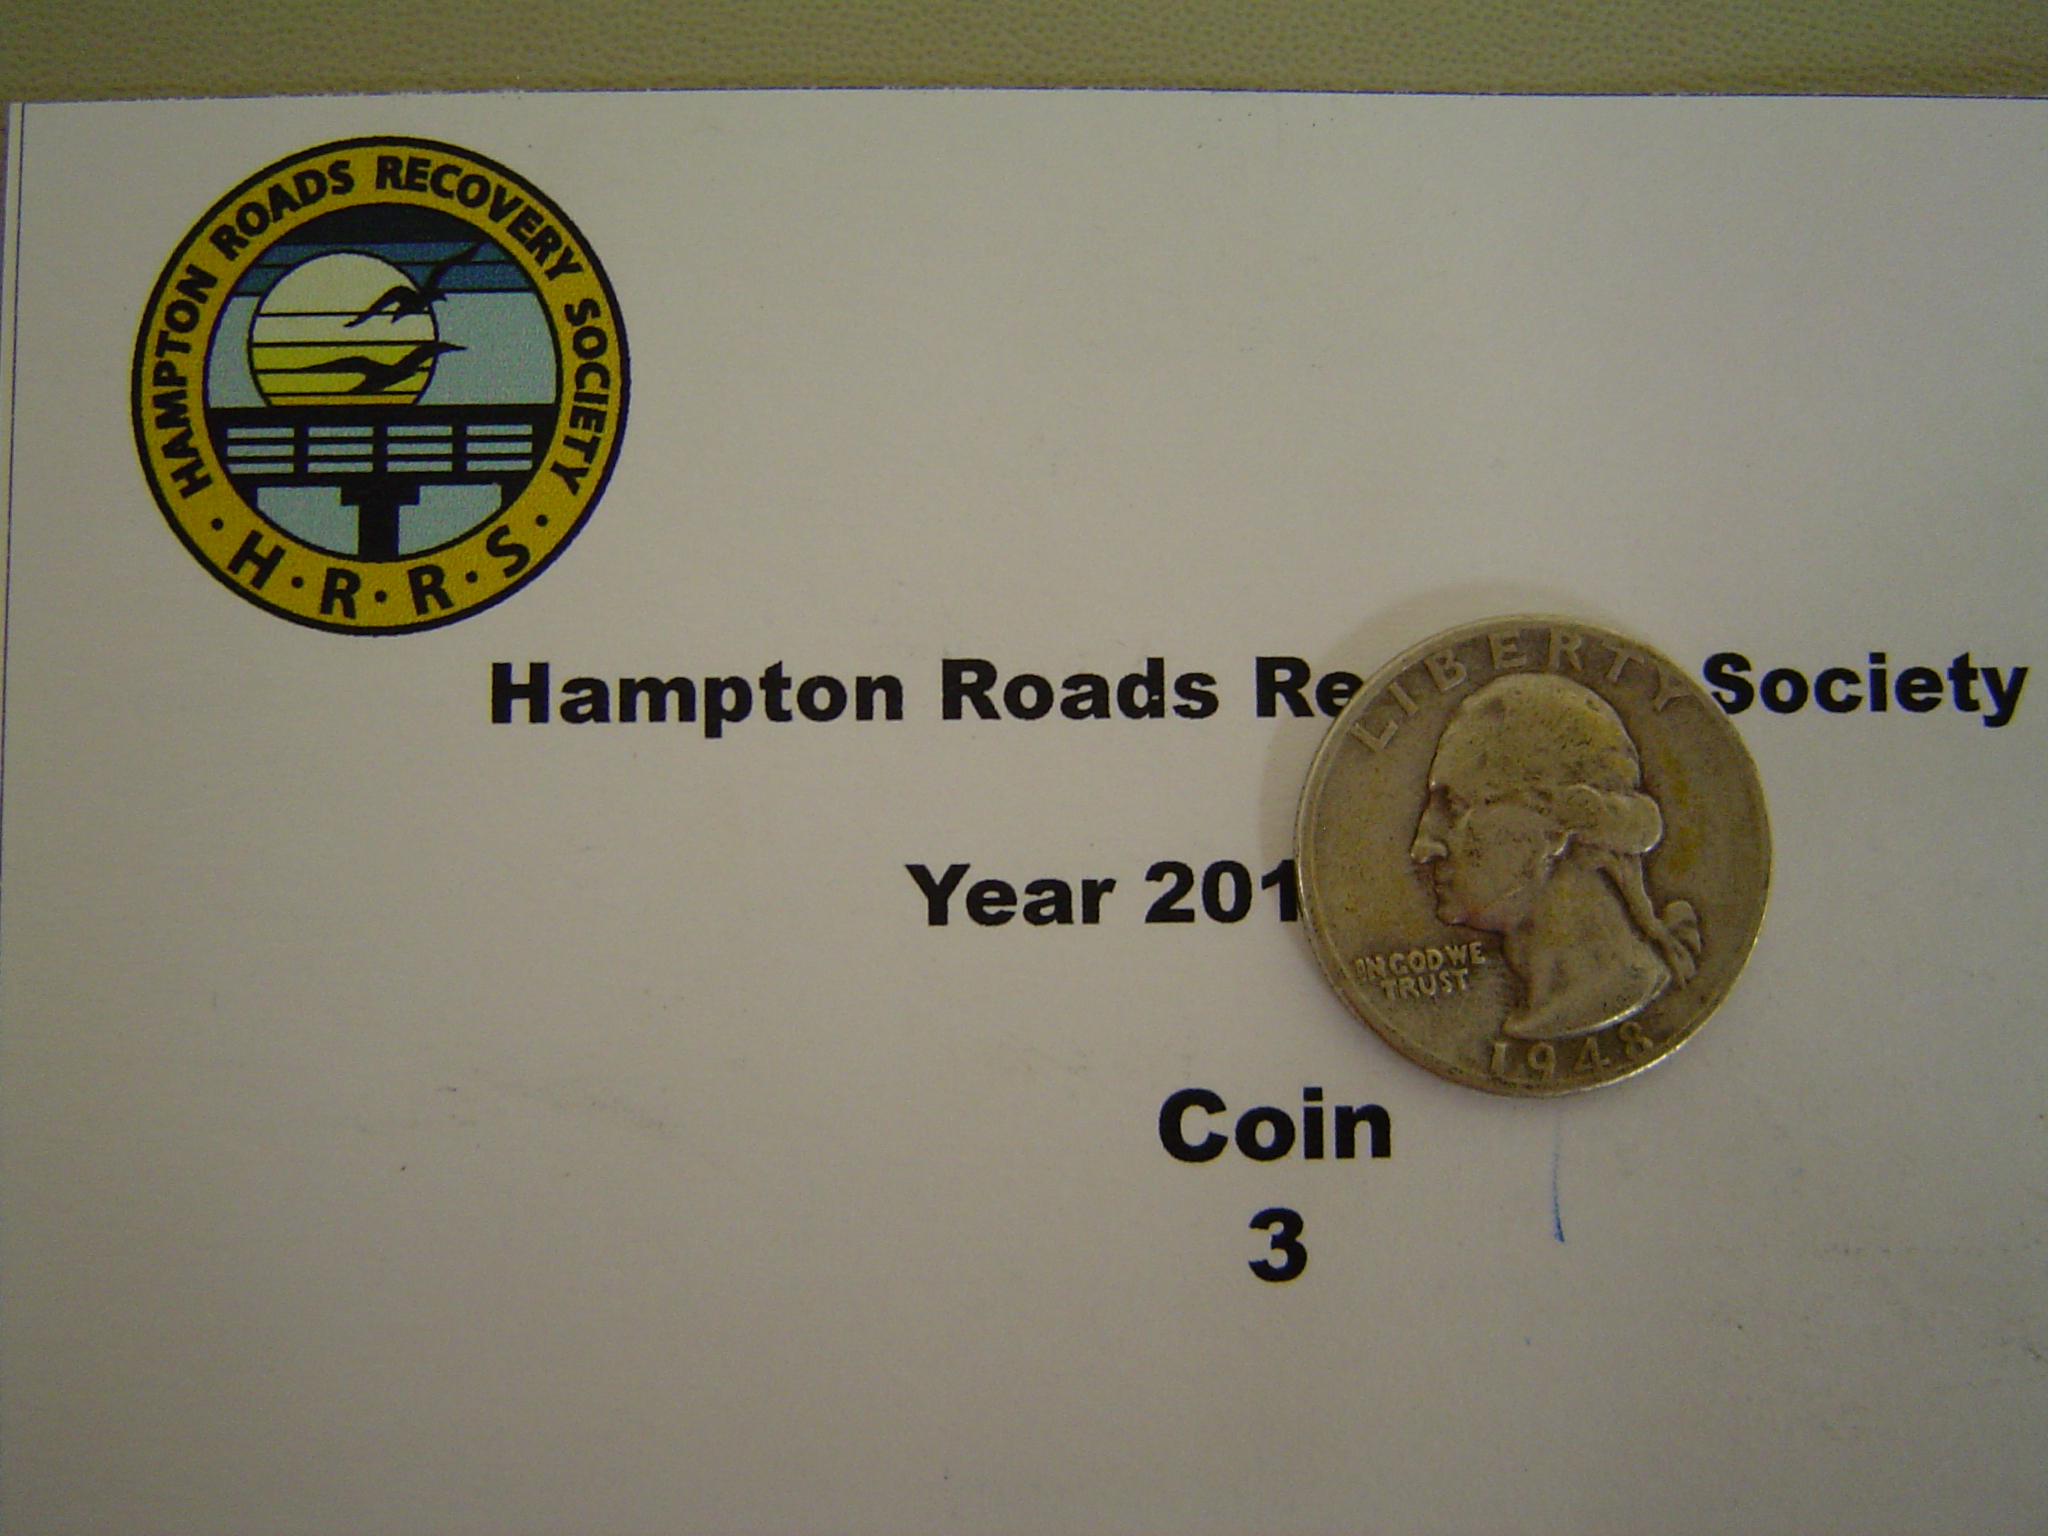 HAMPTON ROADS RECOVERY SOCIETY
· H · R · R · S ·
Hampton Roads Re Society
Year 201
Coin
3
LIBERTY
IN GOD WE
TRUST
1948